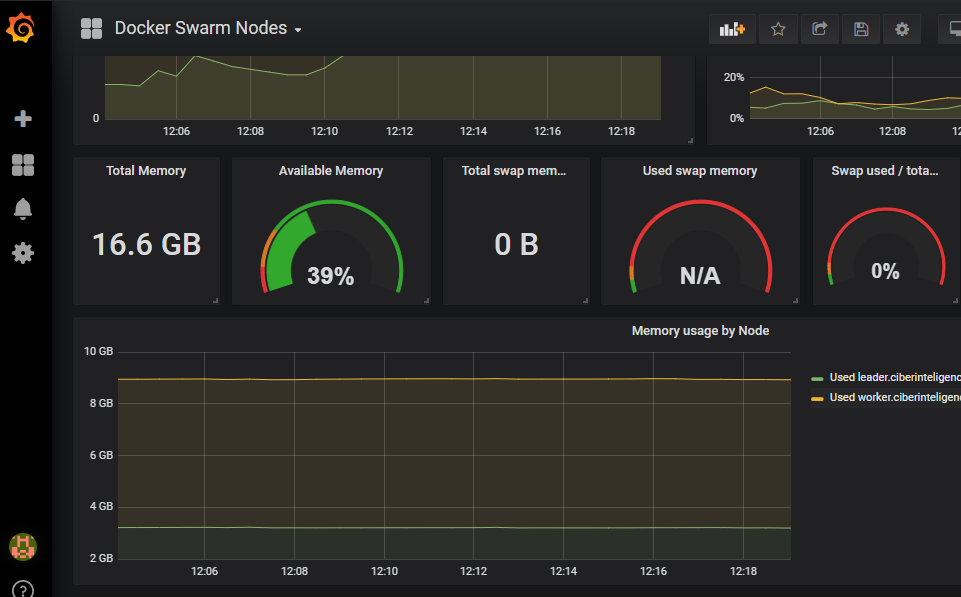 Docker Swarm Nodes
0
12:06 12:08 12:10 12:12 12:14 12:16 12:18
20%
0%
12:06 12:08
Total Memory
16.6 GB
Available Memory
39%
Total swap mem...
0 B
Used swap memory
N/A
Swap used / tota...
0%
Memory usage by Node
10 GB
8 GB
6 GB
4 GB
2 GB
12:06 12:08 12:10 12:12 12:14 12:16 12:18
Used leader.ciberinteligenc
Used worker.ciberinteligen
?